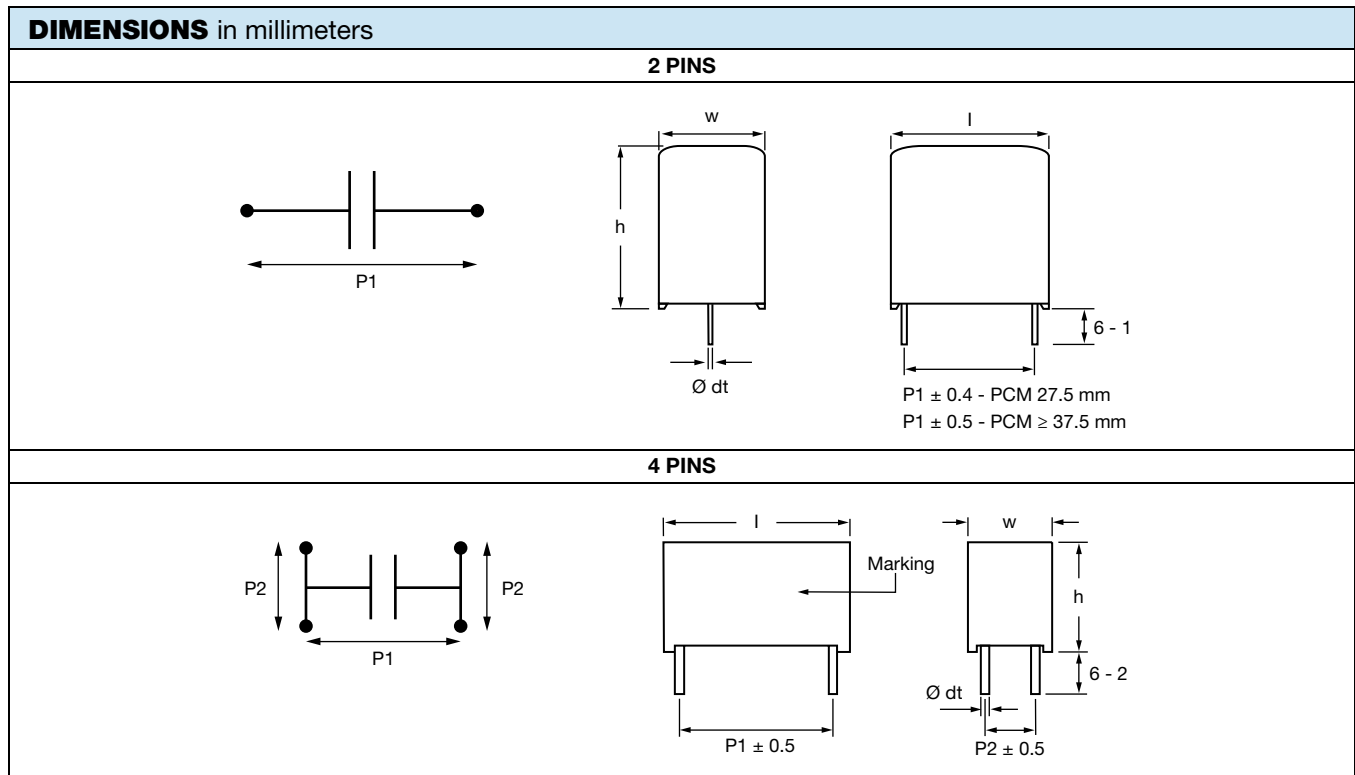 DIMENSIONS in millimeters
2 PINS
w
l
h
P1
6 - 1
Ø dt
P1 ± 0.4 - PCM 27.5 mm
P1 ± 0.5 - PCM ≥ 37.5 mm
4 PINS
l
w
Marking
P2
P2
h
P1
6 - 2
Ø dt
P1 ± 0.5
P2 ± 0.5